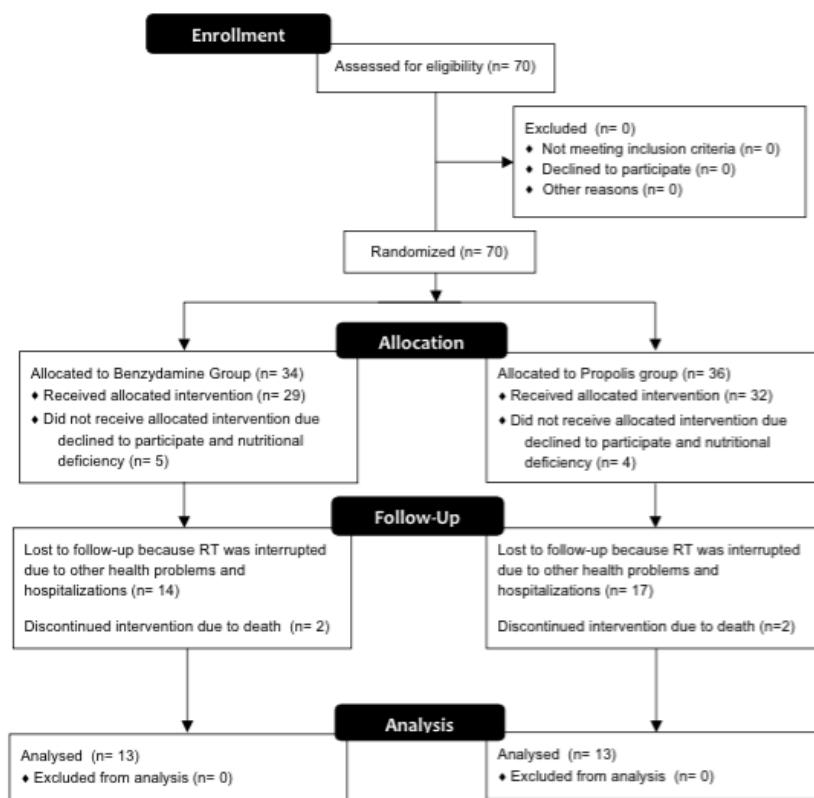 Enrollment
Assessed for eligibility (n= 70)
Excluded (n= 0)
♦ Not meeting inclusion criteria (n= 0)
♦ Declined to participate (n= 0)
♦ Other reasons (n= 0)
Randomized (n= 70)
Allocation
Allocated to Benzydamine Group (n= 34)
♦ Received allocated intervention (n= 29)
♦ Did not receive allocated intervention due
declined to participate and nutritional
deficiency (n= 5)
Allocated to Propolis group (n= 36)
♦ Received allocated intervention (n= 32)
♦ Did not receive allocated intervention due
declined to participate and nutritional
deficiency (n= 4)
Follow-Up
Lost to follow-up because RT was interrupted
due to other health problems and
hospitalizations (n= 14)
Discontinued intervention due to death (n= 2)
Lost to follow-up because RT was interrupted
due to other health problems and
hospitalizations (n= 17)
Discontinued intervention due to death (n=2)
Analysis
Analysed (n= 13)
♦ Excluded from analysis (n= 0)
Analysed (n= 13)
♦ Excluded from analysis (n= 0)